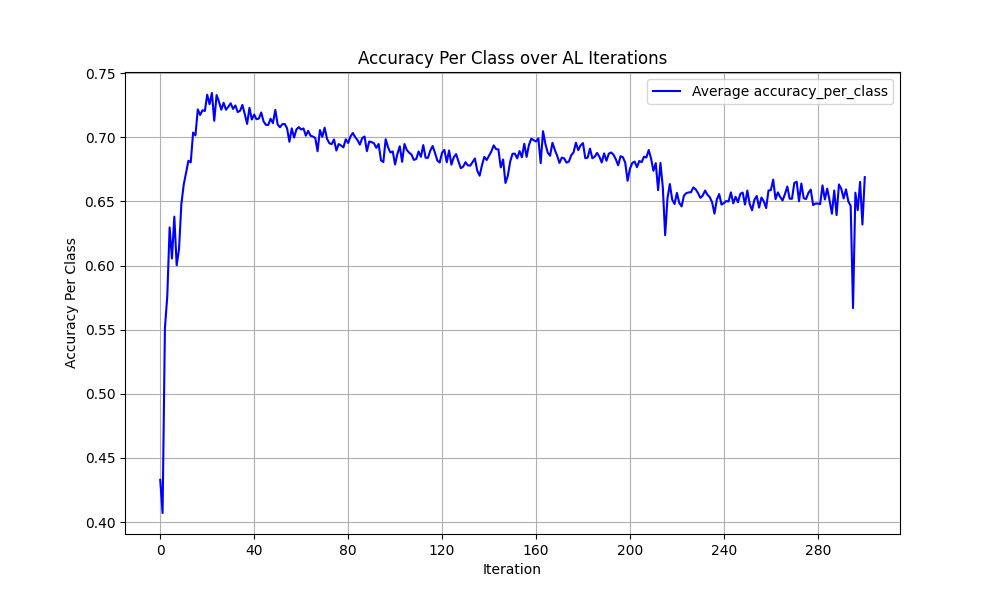 Accuracy Per Class over AL Iterations
Average accuracy_per_class
Accuracy Per Class
0.75
0.70
0.65
0.60
0.55
0.50
0.45
0.40
0 40 80 120 160 200 240 280
Iteration